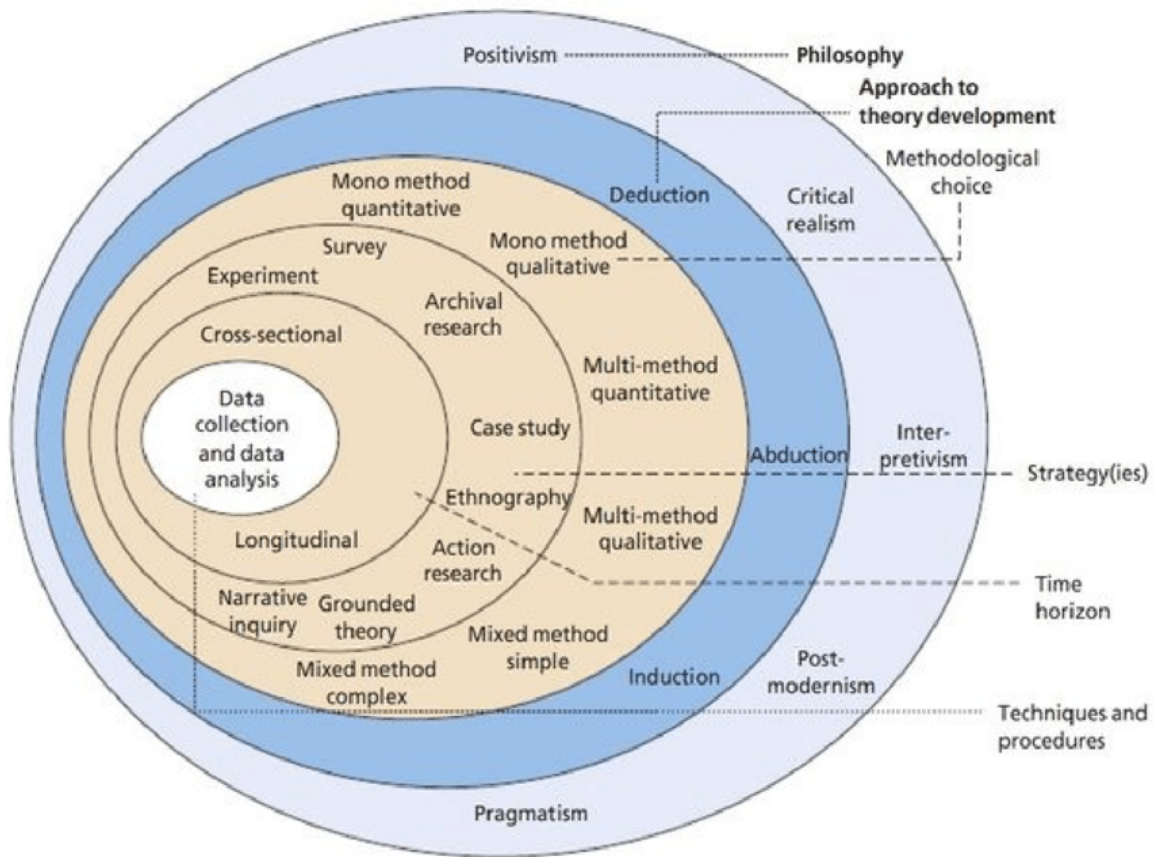 Positivism
Philosophy
Approach to
theory development
Methodological
choice
Mono method
quantitative
Deduction
Critical
realism
Survey
Mono method
qualitative
Experiment
Archival
research
Cross-sectional
Multi-method
quantitative
Data
collection
and data
analysis
Case study
Abduction
Inter-
pretivism
Strategy(ies)
Ethnography
Multi-method
qualitative
Longitudinal
Action
research
Time
horizon
Narrative
inquiry
Grounded
theory
Mixed method
simple
Mixed method
complex
Induction
Post-
modernism
Techniques and
procedures
Pragmatism